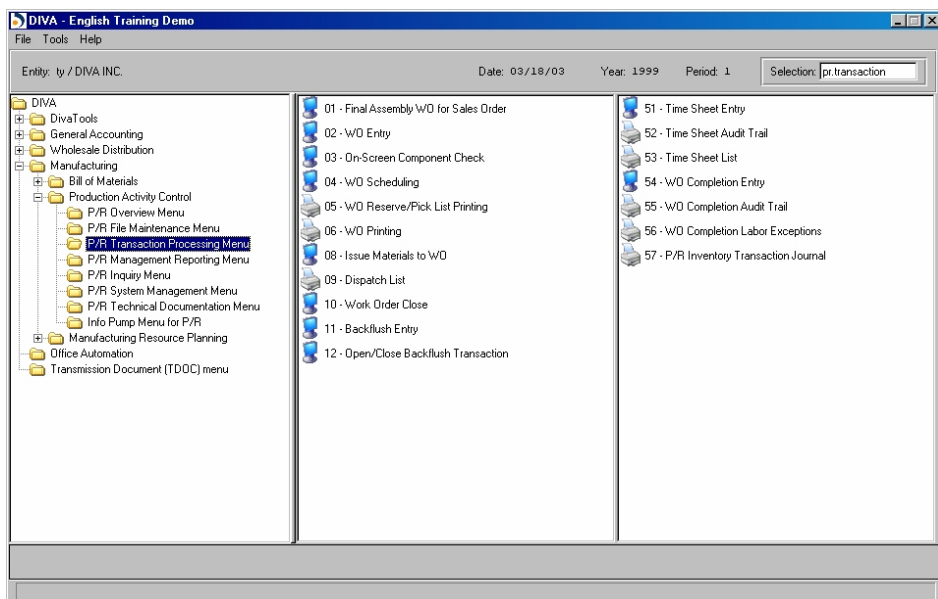 DIVA - English Training Demo
File Tools Help
Entity: ty / DIVA INC. Date: 03/18/03 Year: 1999 Period: 1 Selection: pr.transaction
DIVA
DivaTools
General Accounting
Wholesale Distribution
Manufacturing
Bill of Materials
Production Activity Control
P/R Overview Menu
P/R File Maintenance Menu
P/R Transaction Processing Menu
P/R Management Reporting Menu
P/R Inquiry Menu
P/R System Management Menu
P/R Technical Documentation Menu
Info Pump Menu for P/R
Manufacturing Resource Planning
Office Automation
Transmission Document (TDOC) menu
01 - Final Assembly WO for Sales Order
02 - WO Entry
03 - On-Screen Component Check
04 - WO Scheduling
05 - WO Reserve/Pick List Printing
06 - WO Printing
08 - Issue Materials to WO
09 - Dispatch List
10 - Work Order Close
11 - Backflush Entry
12 - Open/Close Backflush Transaction
51 - Time Sheet Entry
52 - Time Sheet Audit Trail
53 - Time Sheet List
54 - WO Completion Entry
55 - WO Completion Audit Trail
56 - WO Completion Labor Exceptions
57 - P/R Inventory Transaction Journal